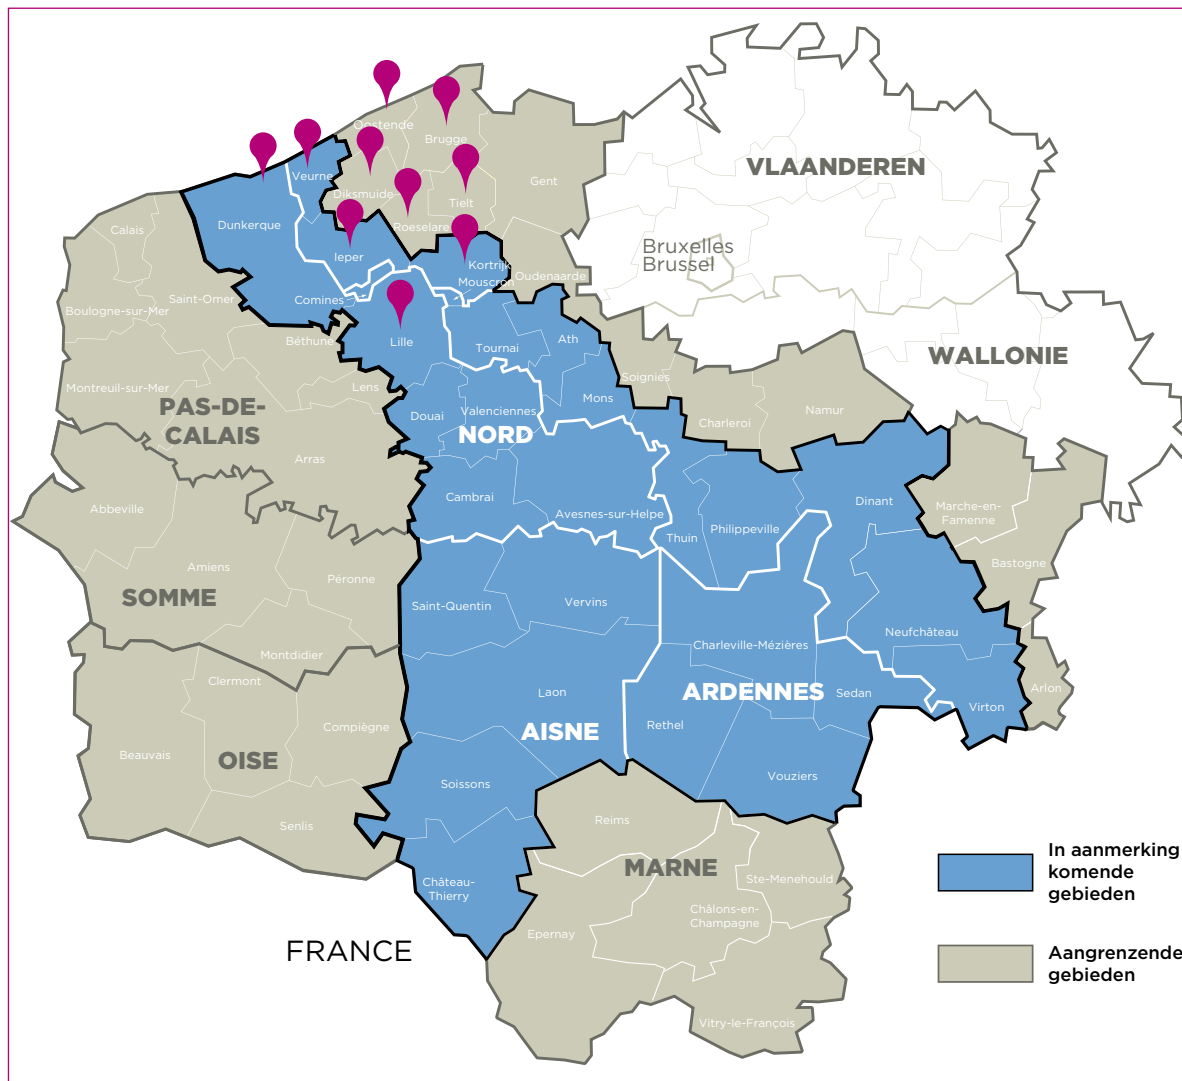 VLAANDEREN
Oostende
Brugge
Veurne
Diksmuide
Tielt
Gent
Calais
Dunkerque
Roeselare
Bruxelles
Brussel
Ieper
Kortrijk
Mouscron
Oudenaarde
Saint-Omer
Comines
Boulogne-sur-Mer
Béthune
Lille
Tournai
Ath
WALLONIE
Montreuil-sur-Mer
Lens
Soignies
Mons
PAS-DE-
CALAIS
Douai
Valenciennes
NORD
Charleroi
Namur
Arras
Abbeville
Cambrai
Avesnes-sur-Helpe
Thuin
Philippeville
Dinant
Marche-en-
Famenne
Bastogne
Amiens
Péronne
SOMME
Saint-Quentin
Vervins
Neufchâteau
Montdidier
Charleville-Mézières
Clermont
Laon
ARDENNES
Sedan
Virton
Arlon
Compiègne
AISNE
Rethel
Beauvais
OISE
Soissons
Vouziers
Senlis
Reims
MARNE
Château-
Thierry
Ste-Menehould
Châlons-en-
Champagne
Epernay
FRANCE
Vitry-le-François
In aanmerking
komende
gebieden
Aangrenzende
gebieden